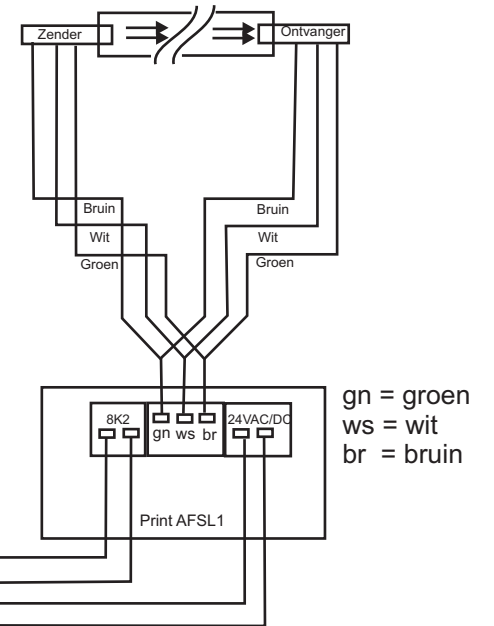 Zender
Ontvanger
Bruin
Bruin
Wit
Wit
Groen
Groen
8K2
gn ws br
24VAC/DC
Print AFSL1
gn = groen
ws = wit
br = bruin